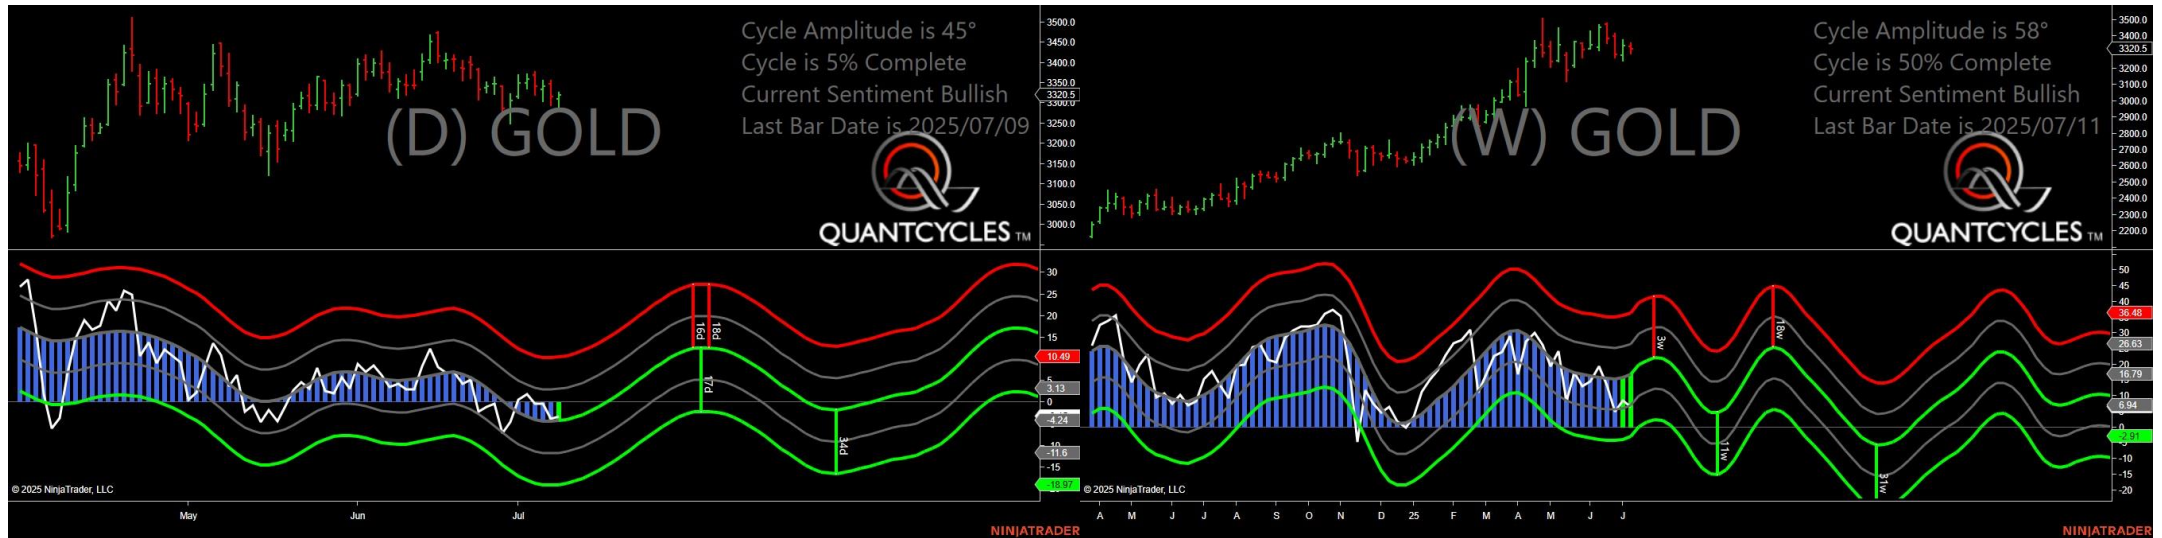 Cycle Amplitude is 45°
Cycle is 5% Complete
Current Sentiment Bullish
Last Bar Date is 2025/07/09
(D) GOLD
QUANTCYCLES TM
3500.0
3450.0
3400.0
3350.0
3320.5
3300.0
3250.0
3200.0
3150.0
3100.0
3050.0
3000.0
30
25
20
15
10.49
5
3.13
0
-4.24
-10
-11.6
-15
-18.97
16d
18d
17d
34d
© 2025 NinjaTrader, LLC
May
Jun
Jul
NINJATRADER
Cycle Amplitude is 58°
Cycle is 50% Complete
Current Sentiment Bullish
Last Bar Date is 2025/07/11
(W) GOLD
QUANTCYCLES TM
3500.0
3400.0
3320.5
3200.0
3100.0
3000.0
2900.0
2800.0
2700.0
2600.0
2500.0
2400.0
2300.0
2200.0
50
45
40
36.48
30
26.63
20
16.79
10
6.94
0
-2.91
-10
-15
-20
3w
18w
11w
31w
© 2025 NinjaTrader, LLC
A
M
J
J
A
S
O
N
D
25
F
M
A
M
J
J
NINJATRADER